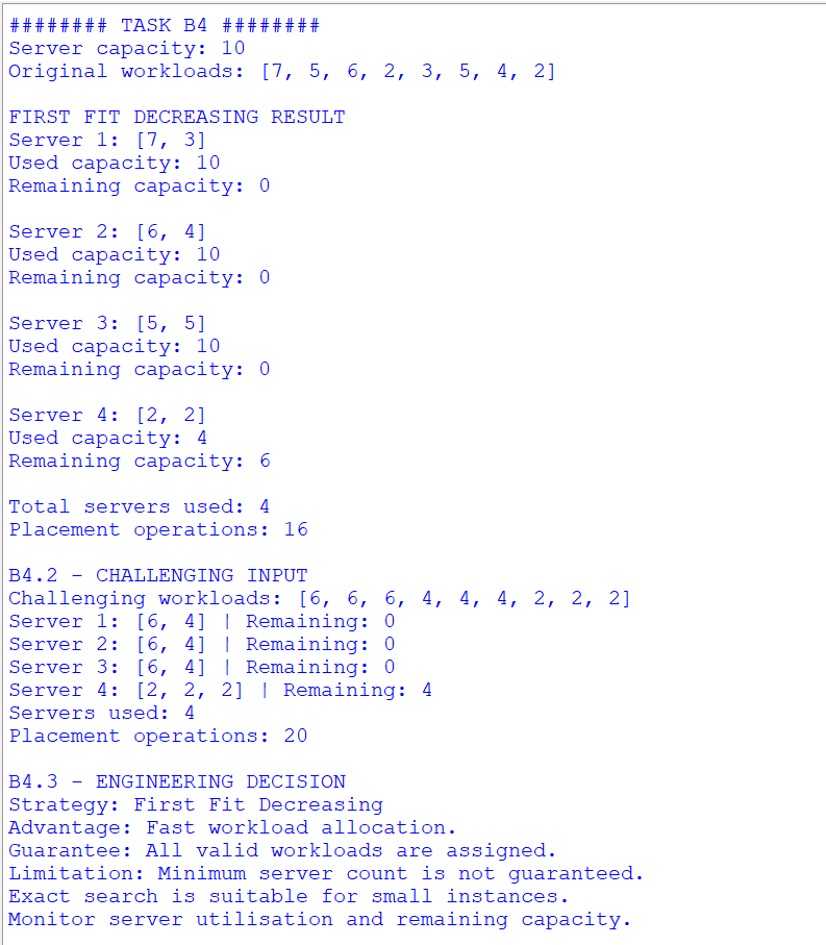 ######## TASK B4 ########
Server capacity: 10
Original workloads: [7, 5, 6, 2, 3, 5, 4, 2]
FIRST FIT DECREASING RESULT
Server 1: [7, 3]
Used capacity: 10
Remaining capacity: 0
Server 2: [6, 4]
Used capacity: 10
Remaining capacity: 0
Server 3: [5, 5]
Used capacity: 10
Remaining capacity: 0
Server 4: [2, 2]
Used capacity: 4
Remaining capacity: 6
Total servers used: 4
Placement operations: 16
B4.2 - CHALLENGING INPUT
Challenging workloads: [6, 6, 6, 4, 4, 4, 2, 2, 2]
Server 1: [6, 4] | Remaining: 0
Server 2: [6, 4] | Remaining: 0
Server 3: [6, 4] | Remaining: 0
Server 4: [2, 2, 2] | Remaining: 4
Servers used: 4
Placement operations: 20
B4.3 - ENGINEERING DECISION
Strategy: First Fit Decreasing
Advantage: Fast workload allocation.
Guarantee: All valid workloads are assigned.
Limitation: Minimum server count is not guaranteed.
Exact search is suitable for small instances.
Monitor server utilisation and remaining capacity.